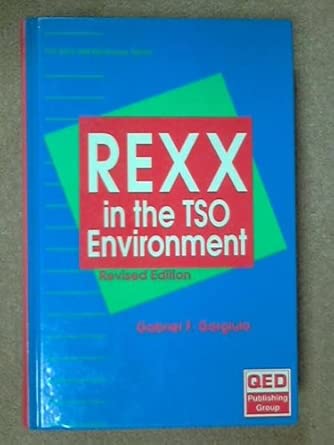 REXX
in the TSO
Environment
Revised Edition
Gabriel F. Gargiulo
QED
Publishing
Group